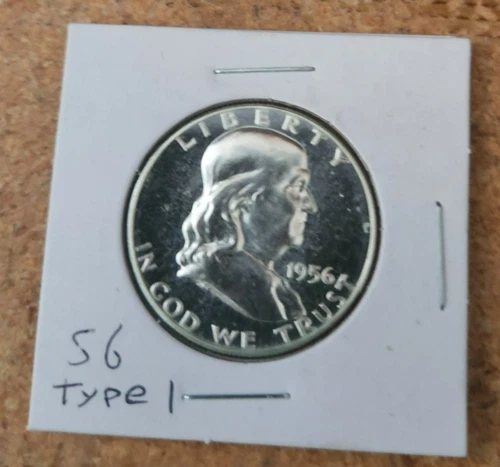 LIBERTY
1956
IN GOD WE TRUST
56
Type 1